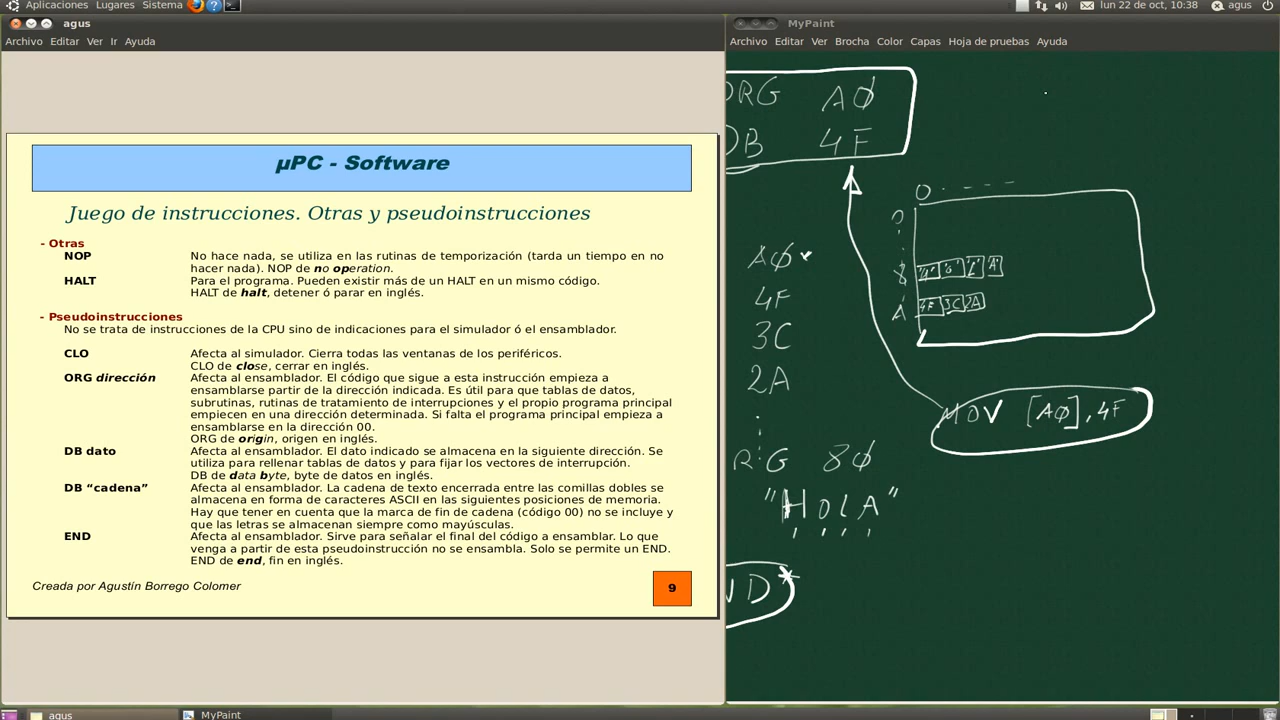 Aplicaciones Lugares Sistema
lun 22 de oct, 10:38 agus
agus
Archivo Editar Ver Ir Ayuda
µPC - Software
Juego de instrucciones. Otras y pseudoinstrucciones
- Otras
NOP No hace nada, se utiliza en las rutinas de temporización (tarda un tiempo en no
hacer nada). NOP de no operation.
HALT Para el programa. Pueden existir más de un HALT en un mismo código.
HALT de halt, detener ó parar en inglés.
- Pseudoinstrucciones
No se trata de instrucciones de la CPU sino de indicaciones para el simulador ó el ensamblador.
CLO Afecta al simulador. Cierra todas las ventanas de los periféricos.
CLO de close, cerrar en inglés.
ORG dirección Afecta al ensamblador. El código que sigue a esta instrucción empieza a
ensamblarse partir de la dirección indicada. Es útil para que tablas de datos,
subrutinas, rutinas de tratamiento de interrupciones y el propio programa principal
empiecen en una dirección determinada. Si falta el programa principal empieza a
ensamblarse en la dirección 00.
ORG de origin, origen en inglés.
DB dato Afecta al ensamblador. El dato indicado se almacena en la siguiente dirección. Se
utiliza para rellenar tablas de datos y para fijar los vectores de interrupción.
DB de data byte, byte de datos en inglés.
DB “cadena” Afecta al ensamblador. La cadena de texto encerrada entre las comillas dobles se
almacena en forma de caracteres ASCII en las siguientes posiciones de memoria.
Hay que tener en cuenta que la marca de fin de cadena (código 00) no se incluye y
que las letras se almacenan siempre como mayúsculas.
END Afecta al ensamblador. Sirve para señalar el final del código a ensamblar. Lo que
venga a partir de esta pseudoinstrucción no se ensambla. Solo se permite un END.
END de end, fin en inglés.
Creada por Agustín Borrego Colomer
9
MyPaint
Archivo Editar Ver Brocha Color Capas Hoja de pruebas Ayuda
ORG AØ
DB 4F
0 - - - -
0
8
A 4F 3C 2A
AØ
4F
3C
2A
MOV [AØ],4F
RG 8Ø
"HOLA"
ND*
agus MyPaint